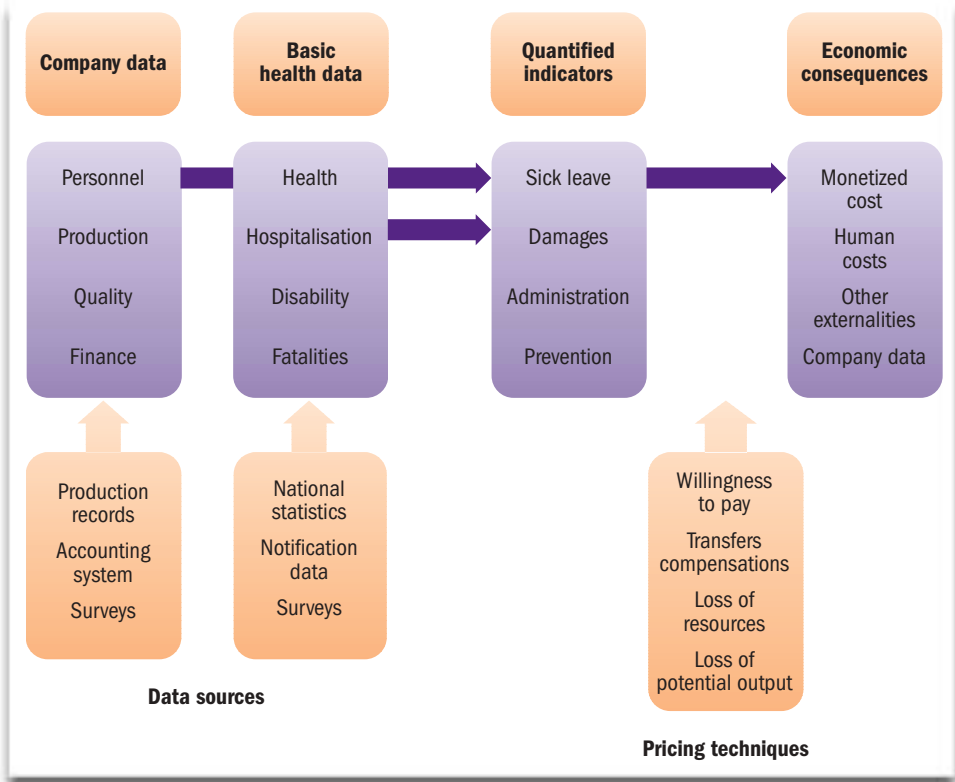 Company data
Basic
health data
Quantified
indicators
Economic
consequences
Personnel
Production
Quality
Finance
Health
Hospitalisation
Disability
Fatalities
Sick leave
Damages
Administration
Prevention
Monetized
cost
Human
costs
Other
externalities
Company data
Production
records
Accounting
system
Surveys
National
statistics
Notification
data
Surveys
Willingness
to pay
Transfers
compensations
Loss of
resources
Loss of
potential output
Data sources
Pricing techniques